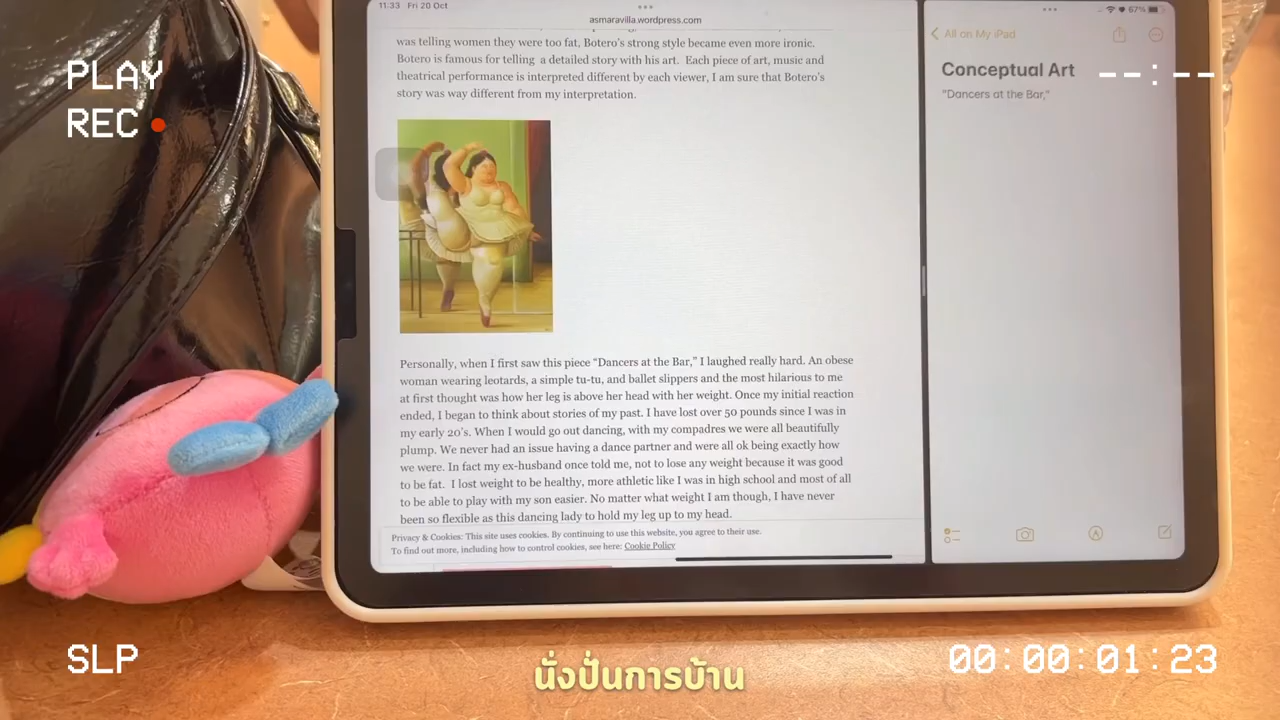 PLAY
REC
--:--
11.33 Fri 20 Oct
67%
asmaravilla.wordpress.com
was telling women they were too fat, Botero's strong style became even more ironic.
Botero is famous for telling a detailed story with his art. Each piece of art, music and
theatrical performance is interpreted different by each viewer, I am sure that Botero's
story was way different from my interpretation.
Personally, when I first saw this piece “Dancers at the Bar,” I laughed really hard. An obese
woman wearing leotards, a simple tu-tu, and ballet slippers and the most hilarious to me
at first thought was how her leg is above her head with her weight. Once my initial reaction
ended, I began to think about stories of my past. I have lost over 50 pounds since I was in
my early 20's. When I would go out dancing, with my compadres we were all beautifully
plump. We never had an issue having a dance partner and were all ok being exactly how
we were. In fact my ex-husband once told me, not to lose any weight because it was good
to be fat. I lost weight to be healthy, more athletic like I was in high school and most of all
to be able to play with my son easier. No matter what weight I am though, I have never
been so flexible as this dancing lady to hold my leg up to my head.
Privacy & Cookies: This site uses cookies. By continuing to use this website, you agree to their use.
To find out more, including how to control cookies, see here: Cookie Policy
All on My iPad
Conceptual Art
"Dancers at the Bar,"
SLP
00:00:01:23
นั่งปั่นการบ้าน